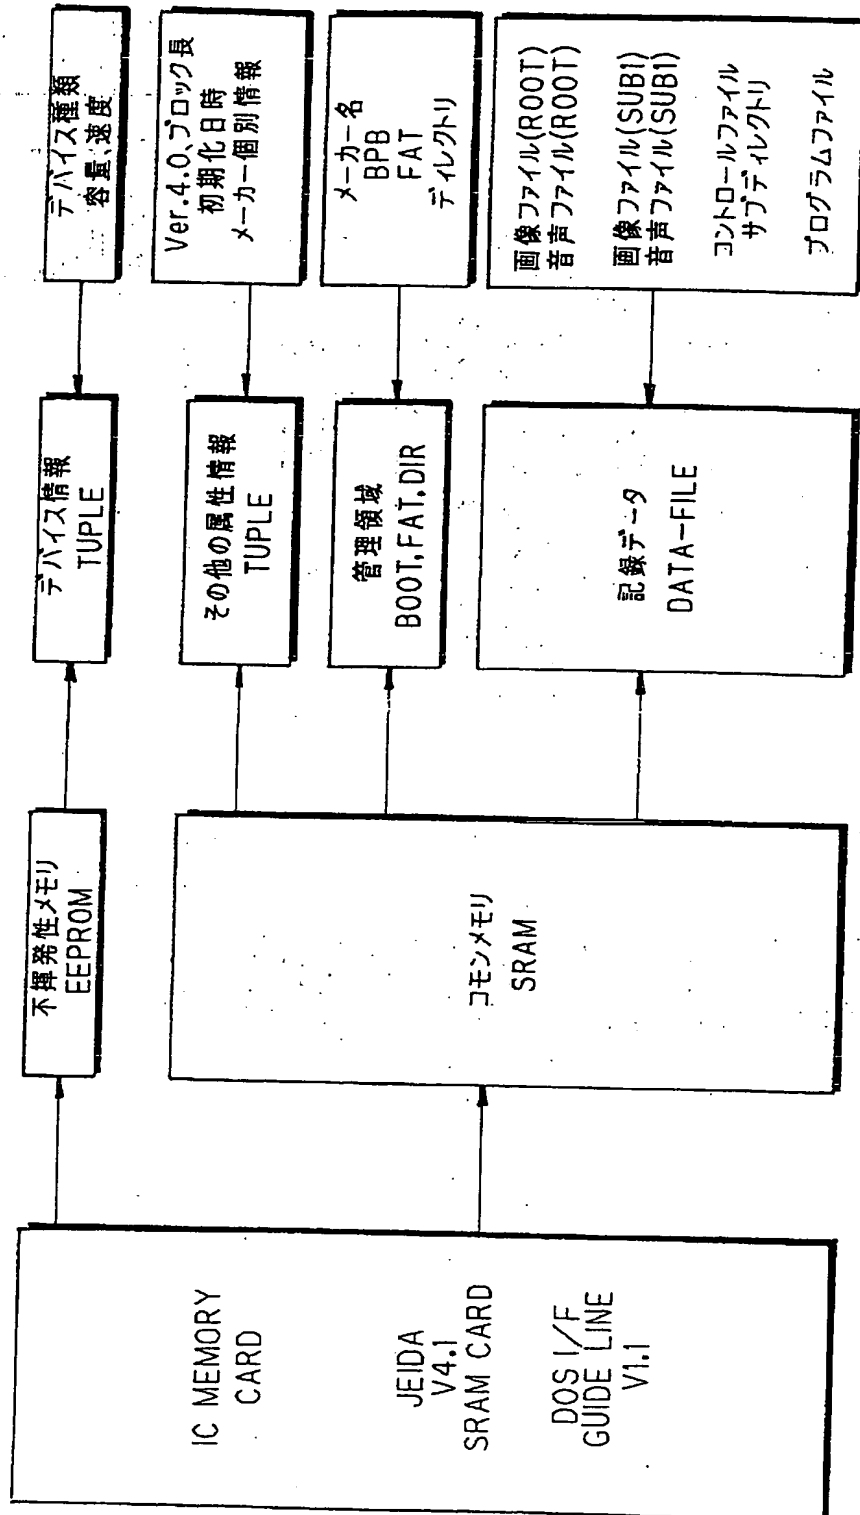 IC MEMORY
CARD
JEIDA
V4.1
SRAM CARD
DOS I/F
GUIDE LINE
V1.1
不揮発性メモリ
EEPROM
コモンメモリ
SRAM
デバイス情報
TUPLE
その他の属性情報
TUPLE
管理領域
BOOT,FAT,DIR
記録データ
DATA-FILE
デバイス種類
容量、速度
Ver.4.0、ブロック長
初期化日時
メーカー個別情報
メーカー名
BPB
FAT
ディレクトリ
画像ファイル(ROOT)
音声ファイル(ROOT)
画像ファイル(SUB1)
音声ファイル(SUB1)
コントロールファイル
サブディレクトリ
プログラムファイル